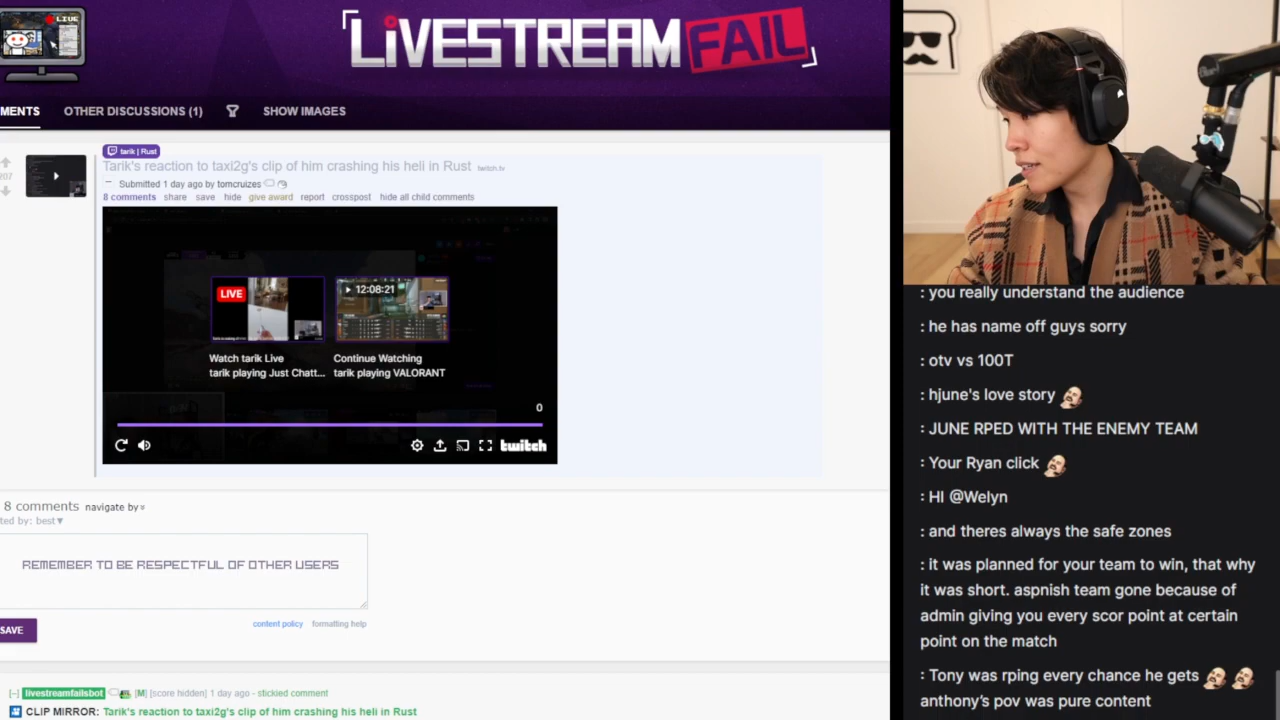 LIVE
LIVESTREAM FAIL
MENTS
OTHER DISCUSSIONS (1)
SHOW IMAGES
tarik | Rust
Tarik's reaction to taxi2g's clip of him crashing his heli in Rust twitch.tv
907
Submitted 1 day ago by tomcruizes
8 comments share save hide give award report crosspost hide all child comments
LIVE
12:08:21
Watch tarik Live
tarik playing Just Chatt...
Continue Watching
tarik playing VALORANT
0
twitch
8 comments navigate by
ted by: best
REMEMBER TO BE RESPECTFUL OF OTHER USERS
content policy formatting help
SAVE
[-] livestreamfailsbot [M] [score hidden] 1 day ago - stickied comment
CLIP MIRROR: Tarik's reaction to taxi2g's clip of him crashing his heli in Rust
: you really understand the audience
: he has name off guys sorry
: otv vs 100T
: hjune's love story
: JUNE RPED WITH THE ENEMY TEAM
: Your Ryan click
: HI @Welyn
: and theres always the safe zones
: it was planned for your team to win, that why
it was short. aspnish team gone because of
admin giving you every scor point at certain
point on the match
: Tony was rping every chance he gets
anthony's pov was pure content